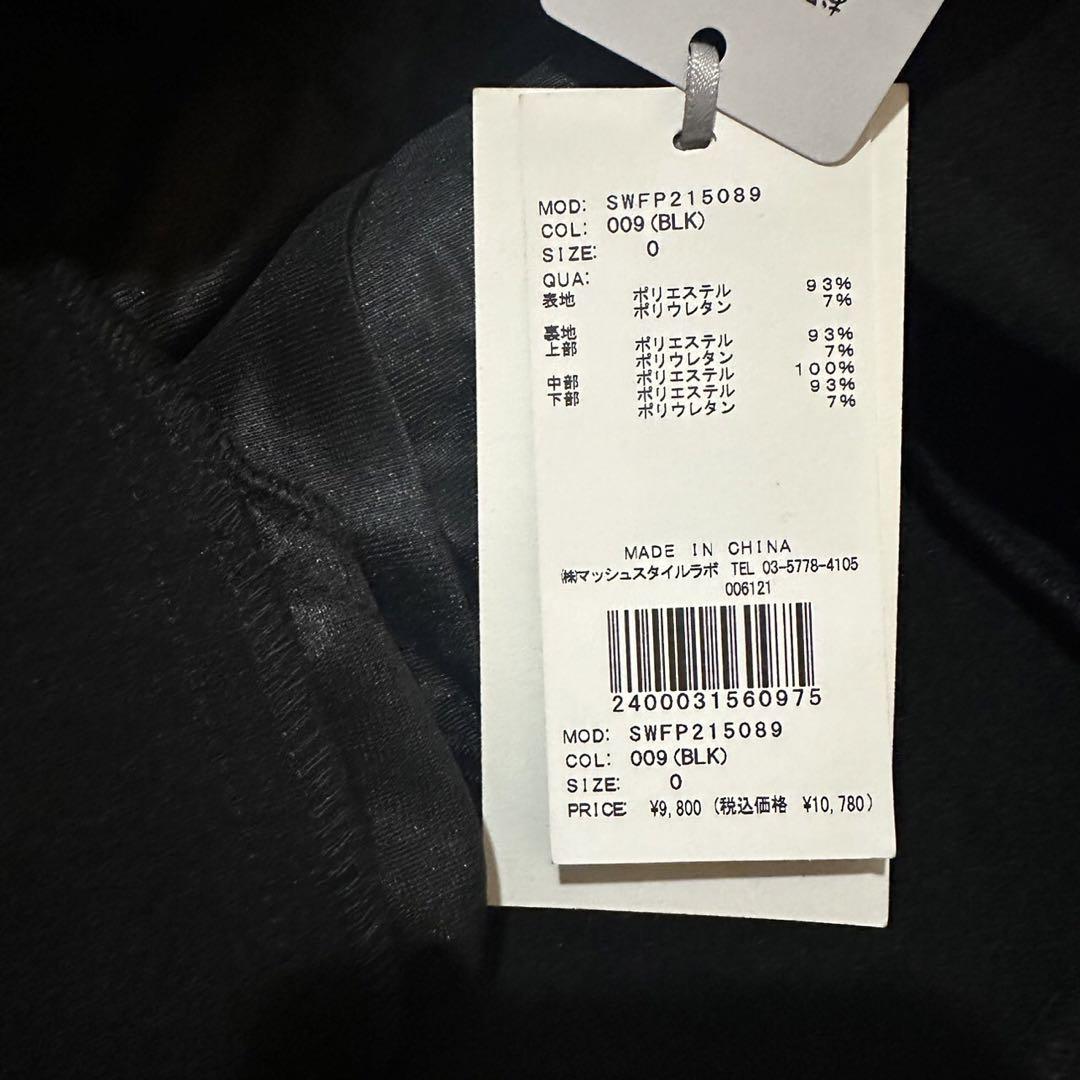 MOD: SWFP215089
COL: 009(BLK)
SIZE: 0
QUA:
表地 ポリエステル 93%
ポリウレタン 7%
裏地
上部 ポリエステル 93%
ポリウレタン 7%
中部 ポリエステル 100%
下部 ポリエステル 93%
ポリウレタン 7%
MADE IN CHINA
㈱マッシュスタイルラボ TEL 03-5778-4105
006121
2400031560975
MOD: SWFP215089
COL: 009(BLK)
SIZE: 0
PRICE: ¥9,800 (税込価格 ¥10,780)